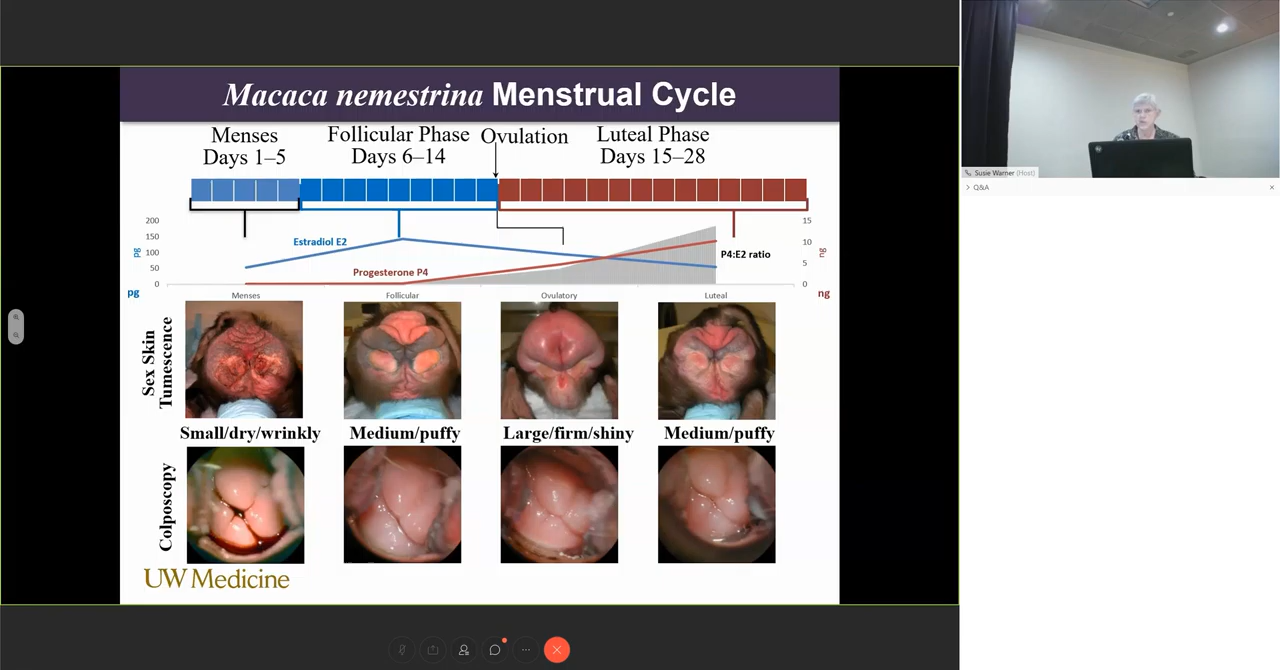 Macaca nemestrina Menstrual Cycle
Menses
Days 1–5
Follicular Phase
Days 6–14
Ovulation
Luteal Phase
Days 15–28
200
150
100
50
0
pg
pg
Estradiol E2
Progesterone P4
P4:E2 ratio
15
10
5
0
ng
ng
Menses
Follicular
Ovulatory
Luteal
Sex Skin
Tumescence
Small/dry/wrinkly
Medium/puffy
Large/firm/shiny
Medium/puffy
Colposcopy
UW Medicine
hp
Susie Warner (Host)
Q&A